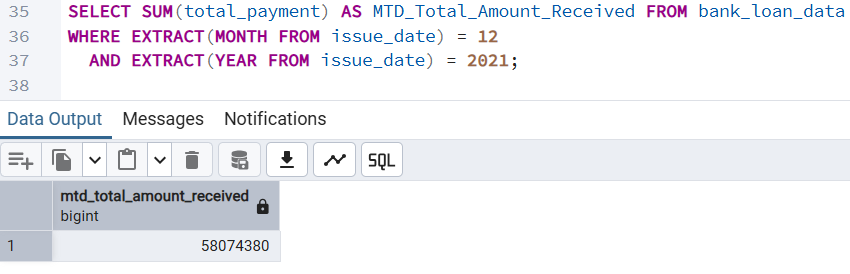 35 SELECT SUM(total_payment) AS MTD_Total_Amount_Received FROM bank_loan_data
36 WHERE EXTRACT(MONTH FROM issue_date) = 12
37 AND EXTRACT(YEAR FROM issue_date) = 2021;
38
Data Output Messages Notifications
SQL
mtd_total_amount_received
bigint
1 58074380